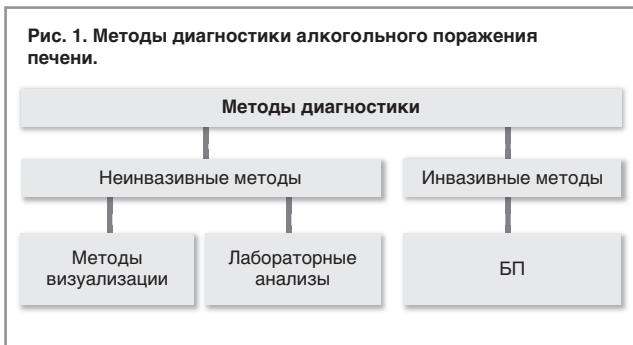 Рис. 1. Методы диагностики алкогольного поражения
печени.
Методы диагностики
Неинвазивные методы
Инвазивные методы
Методы
визуализации
Лабораторные
анализы
БП